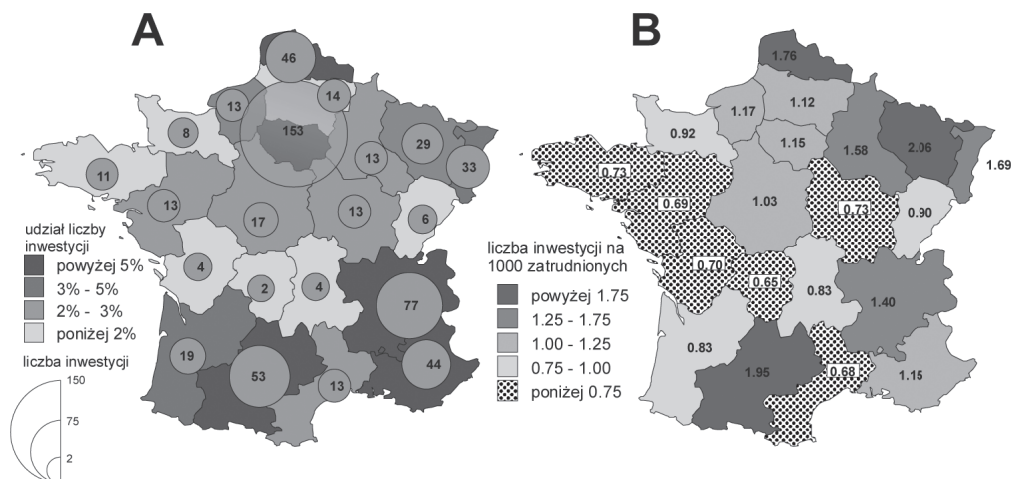 A
46
14
13
153
8
29
13
33
11
13
17
13
6
4
2
4
77
19
53
44
13
udział liczby
inwestycji
powyżej 5%
3% - 5%
2% - 3%
poniżej 2%
liczba inwestycji
150
75
2
B
1.76
1.12
1.17
0.92
1.15
1.58
2.06
1.69
0.73
0.69
1.03
0.73
0.90
0.70
0.65
0.83
1.40
0.83
1.95
0.68
1.15
liczba inwestycji na
1000 zatrudnionych
powyżej 1.75
1.25 - 1.75
1.00 - 1.25
0.75 - 1.00
poniżej 0.75